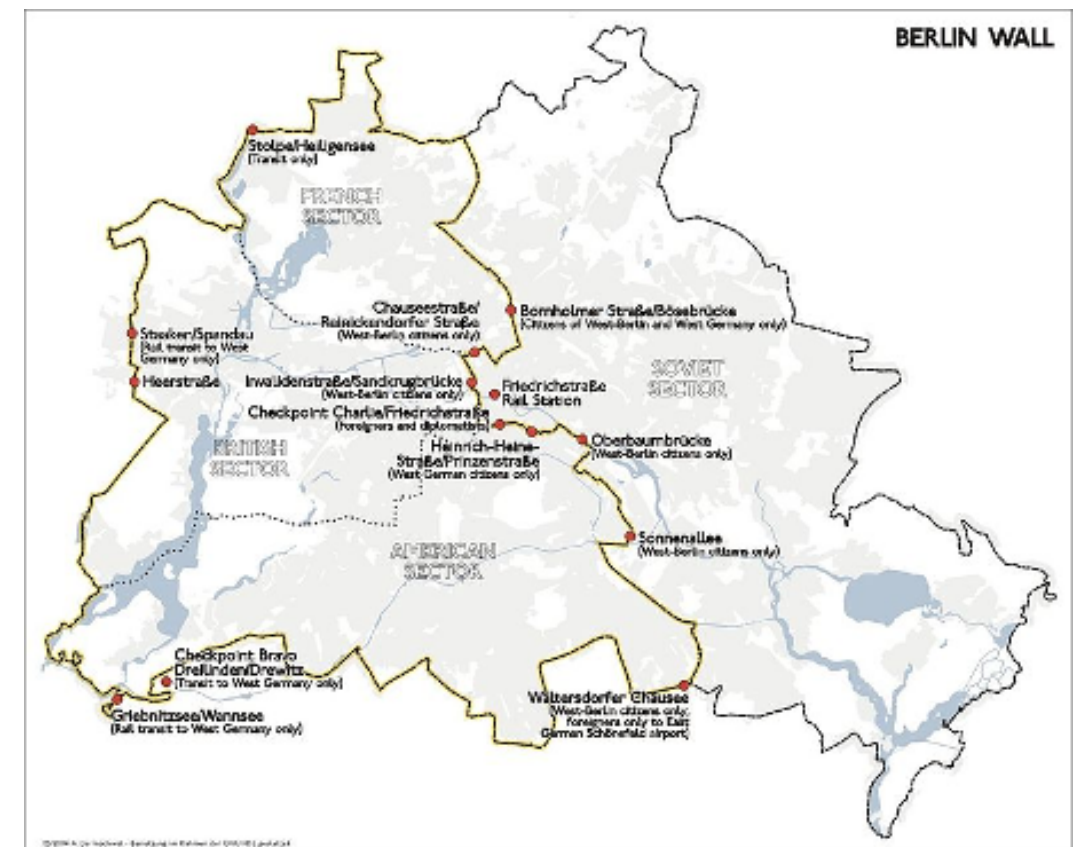 BERLIN WALL
Stolpe/Heiligensee
(Transit only)
FRENCH
SECTOR
Chauseestraße/
Reinickendorfer Straße
(West-Berlin citizens only)
Bornholmer Straße/Bösebrücke
(Citizens of West-Berlin and West Germany only)
Staaken/Spandau
(Rail transit to West
Germany only)
Heerstraße
Invalidenstraße/Sandkrugbrücke
(West-Berlin citizens only)
SOVIET
SECTOR
Friedrichstraße
Rail Station
Checkpoint Charlie/Friedrichstraße
(Foreigners and diplomatists)
BRITISH
SECTOR
Heinrich-Heine-
Straße/Prinzenstraße
(West German citizens only)
Oberbaumbrücke
(West-Berlin citizens only)
Sonnenallee
(West-Berlin citizens only)
AMERICAN
SECTOR
Checkpoint Bravo
Dreilinden/Drewitz
(Transit to West Germany only)
Griebnitzsee/Wannsee
(Rail transit to West Germany only)
Waltersdorfer Chausee
(West-Berlin citizens only,
foreigners only to East
German Schönefeld airport)